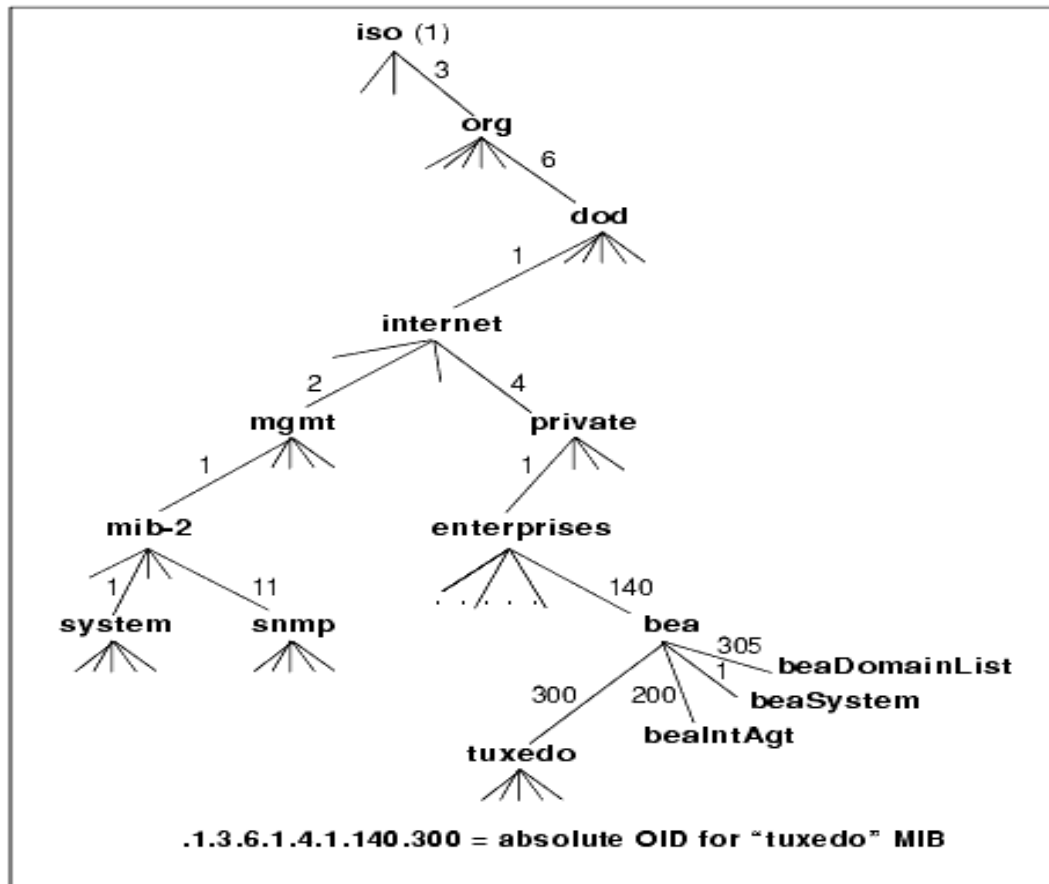 iso (1)
3
org
6
dod
1
internet
2
4
mgmt
private
1
1
mib-2
enterprises
1
11
140
system
snmp
bea
305
beaDomainList
1
300
200
beaSystem
beaIntAgt
tuxedo
.1.3.6.1.4.1.140.300 = absolute OID for “tuxedo” MIB